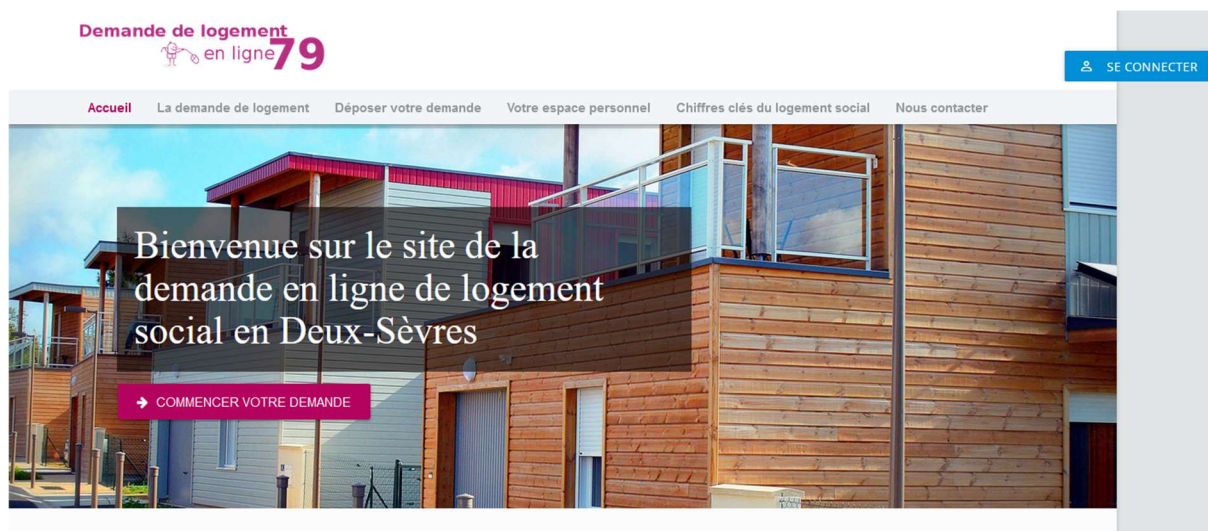 Demande de logement
en ligne 79
SE CONNECTER
Accueil La demande de logement Déposer votre demande Votre espace personnel Chiffres clés du logement social Nous contacter
Bienvenue sur le site de la
demande en ligne de logement
social en Deux-Sèvres
COMMENCER VOTRE DEMANDE